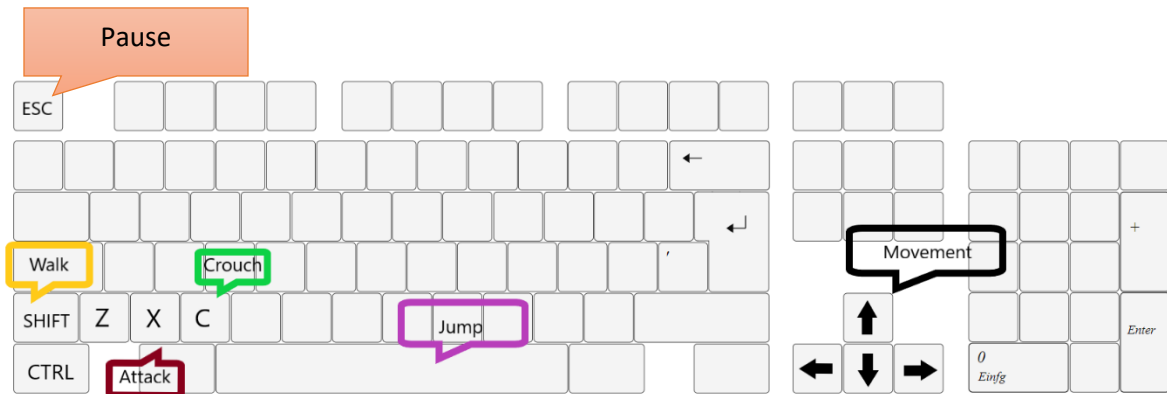 Pause
ESC
←
↵
+
Walk
Crouch
'
Movement
SHIFT
Z
X
C
Jump
↑
Enter
CTRL
Attack
←
↓
→
0
Einfg